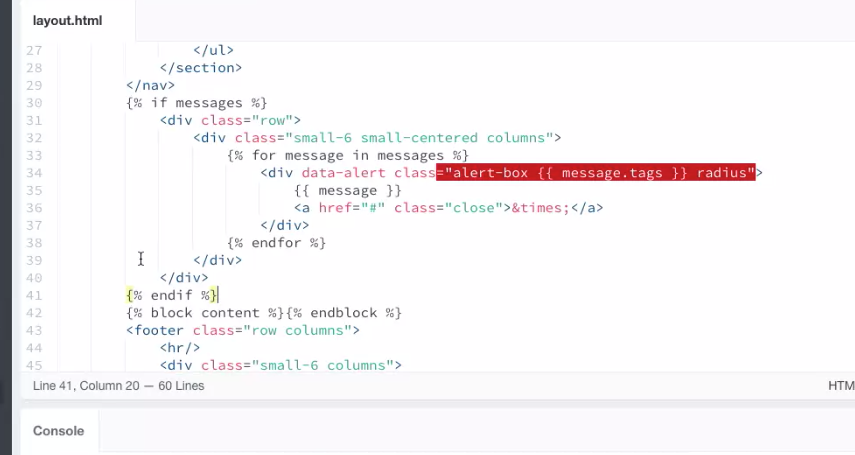 layout.html
27 </ul>
28 </section>
29 </nav>
30 {% if messages %}
31 <div class="row">
32 <div class="small-6 small-centered columns">
33 {% for message in messages %}
34 <div data-alert class="alert-box {{ message.tags }} radius">
35 {{ message }}
36 <a href="#" class="close">&times;</a>
37 </div>
38 {% endfor %}
39 </div>
40 </div>
41 {% endif %}
42 {% block content %}{% endblock %}
43 <footer class="row columns">
44 <hr/>
45 <div class="small-6 columns">
Line 41, Column 20 — 60 Lines
HTM
Console